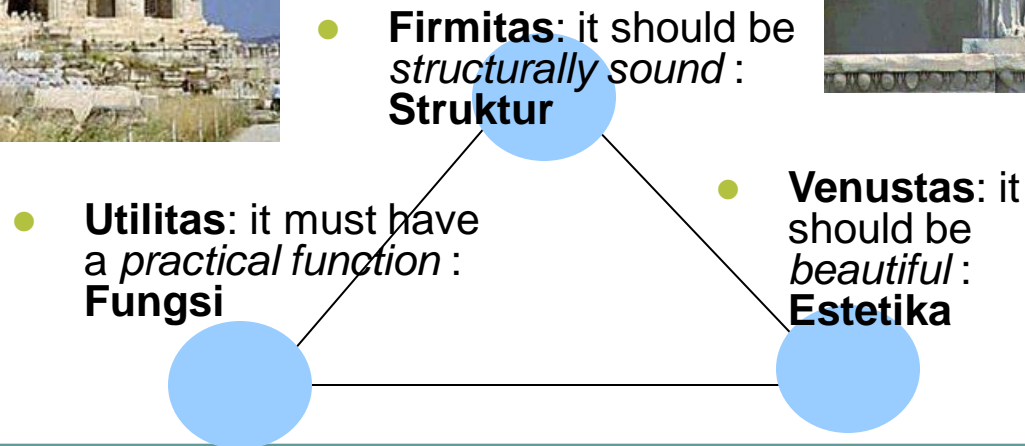 Firmitas: it should be
structurally sound :
Struktur
Utilitas: it must have
a practical function :
Fungsi
Venustas: it
should be
beautiful :
Estetika